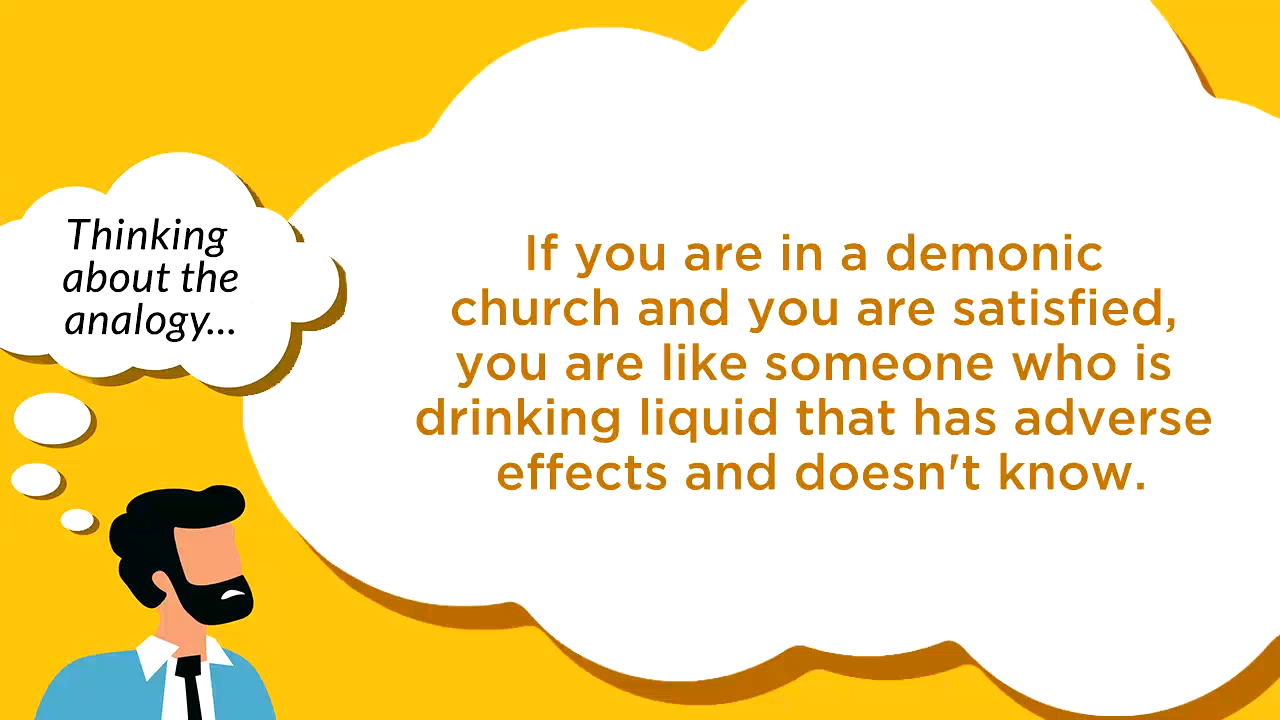 Thinking
about the
analogy...
If you are in a demonic
church and you are satisfied,
you are like someone who is
drinking liquid that has adverse
effects and doesn't know.